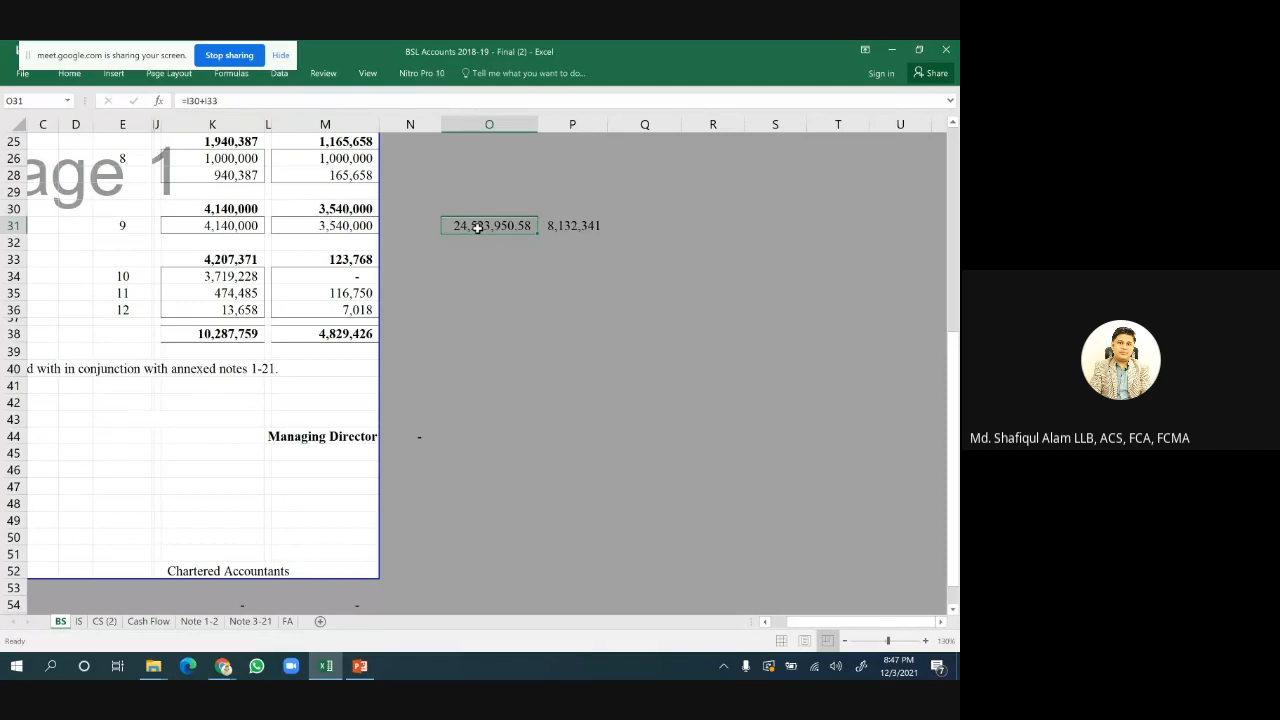 meet.google.com is sharing your screen. Stop sharing Hide
BSL Accounts 2018-19 - Final (2) - Excel
File Home Insert Page Layout Formulas Data Review View Nitro Pro 10 Tell me what you want to do... Sign in Share
O31 =I30+I33
C D E J K L M N O P Q R S T U
25 1,940,387 1,165,658
26 8 1,000,000 1,000,000
28 940,387 165,658
age 1
29
30 4,140,000 3,540,000
31 9 4,140,000 3,540,000 8,132,341
32
33 4,207,371 123,768
34 10 3,719,228 -
35 11 474,485 116,750
36 12 13,658 7,018
37
38 10,287,759 4,829,426
39
40 d with in conjunction with annexed notes 1-21.
41
42
43
44 Managing Director -
45
46
47
48
49
50
51
52 Chartered Accountants
53
54 - -
BS IS CS (2) Cash Flow Note 1-2 Note 3-21 FA
Ready 130%
8:47 PM
12/3/2021
Md. Shafiqul Alam LLB, ACS, FCA, FCMA